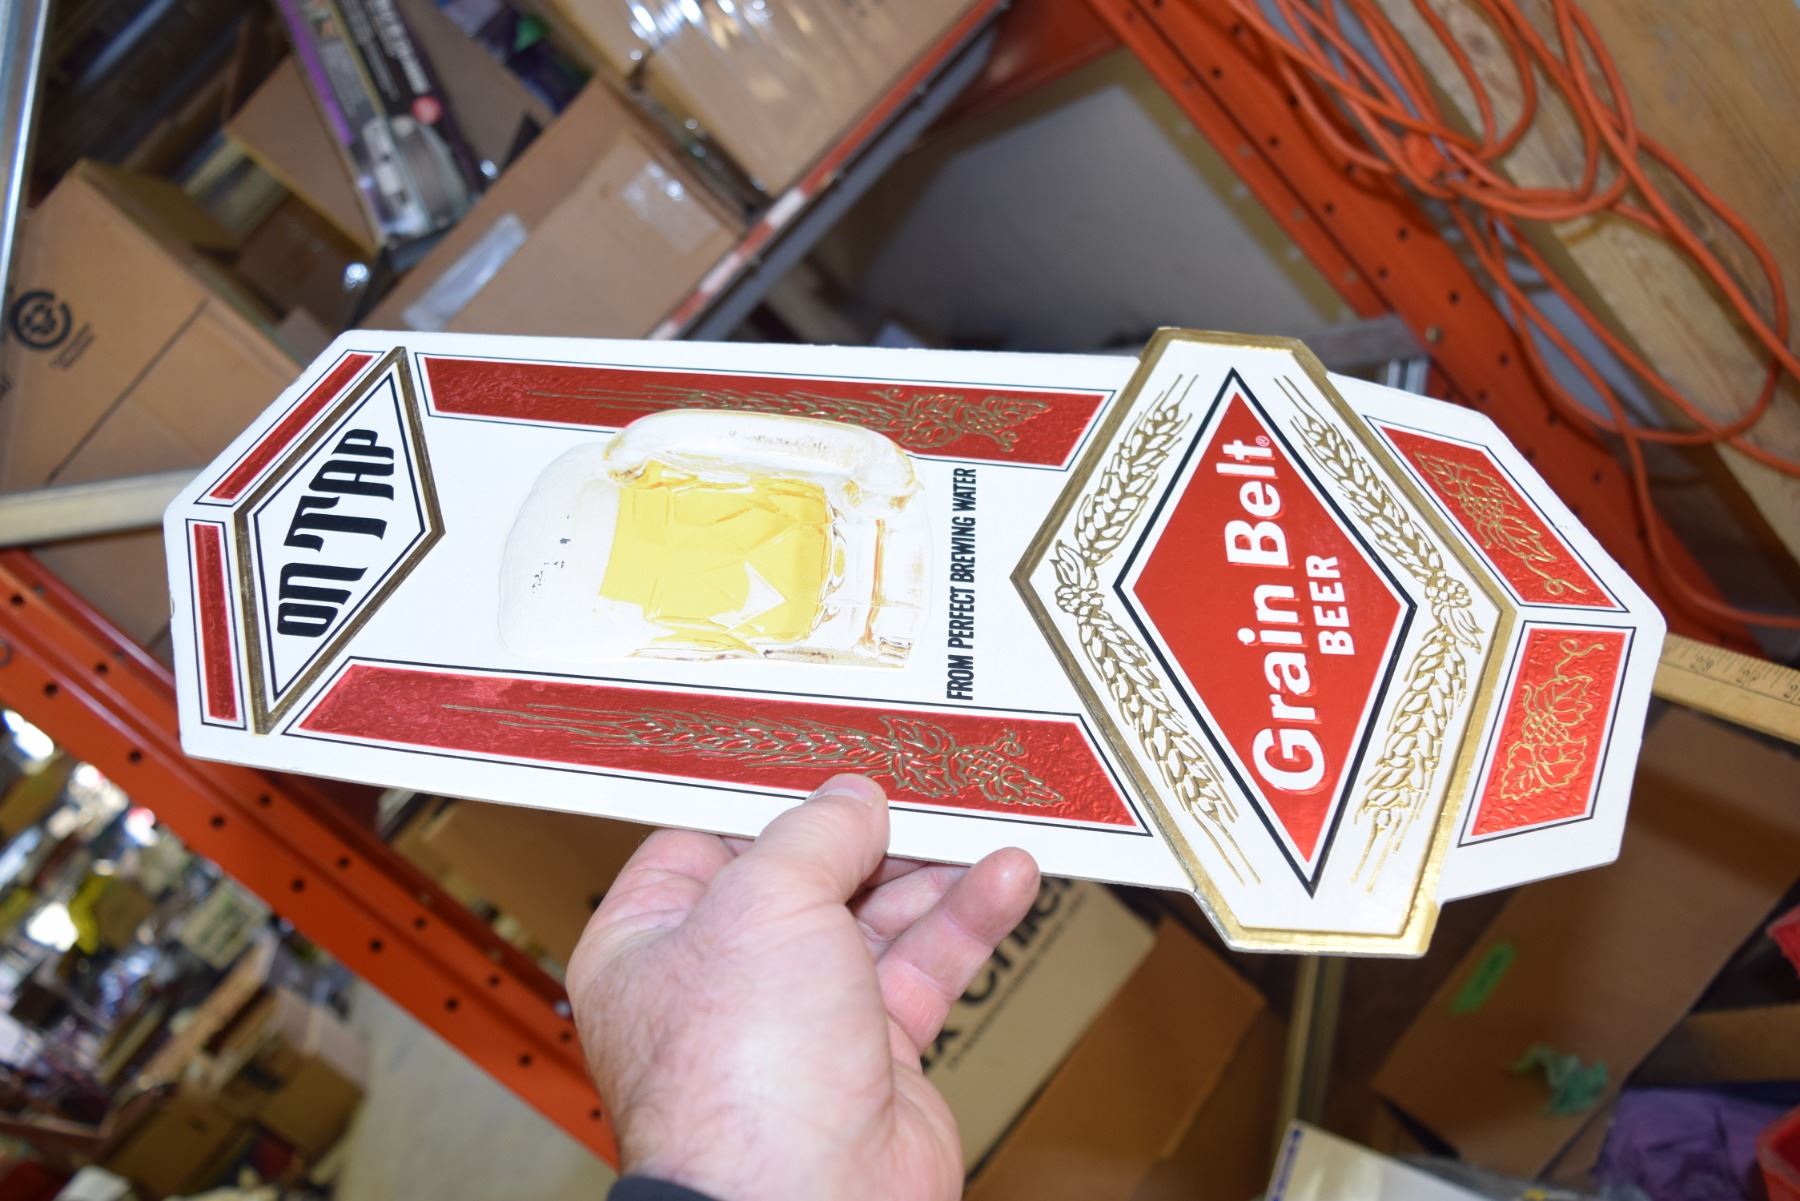 Grain Belt®
BEER
FROM PERFECT BREWING WATER
ON TAP